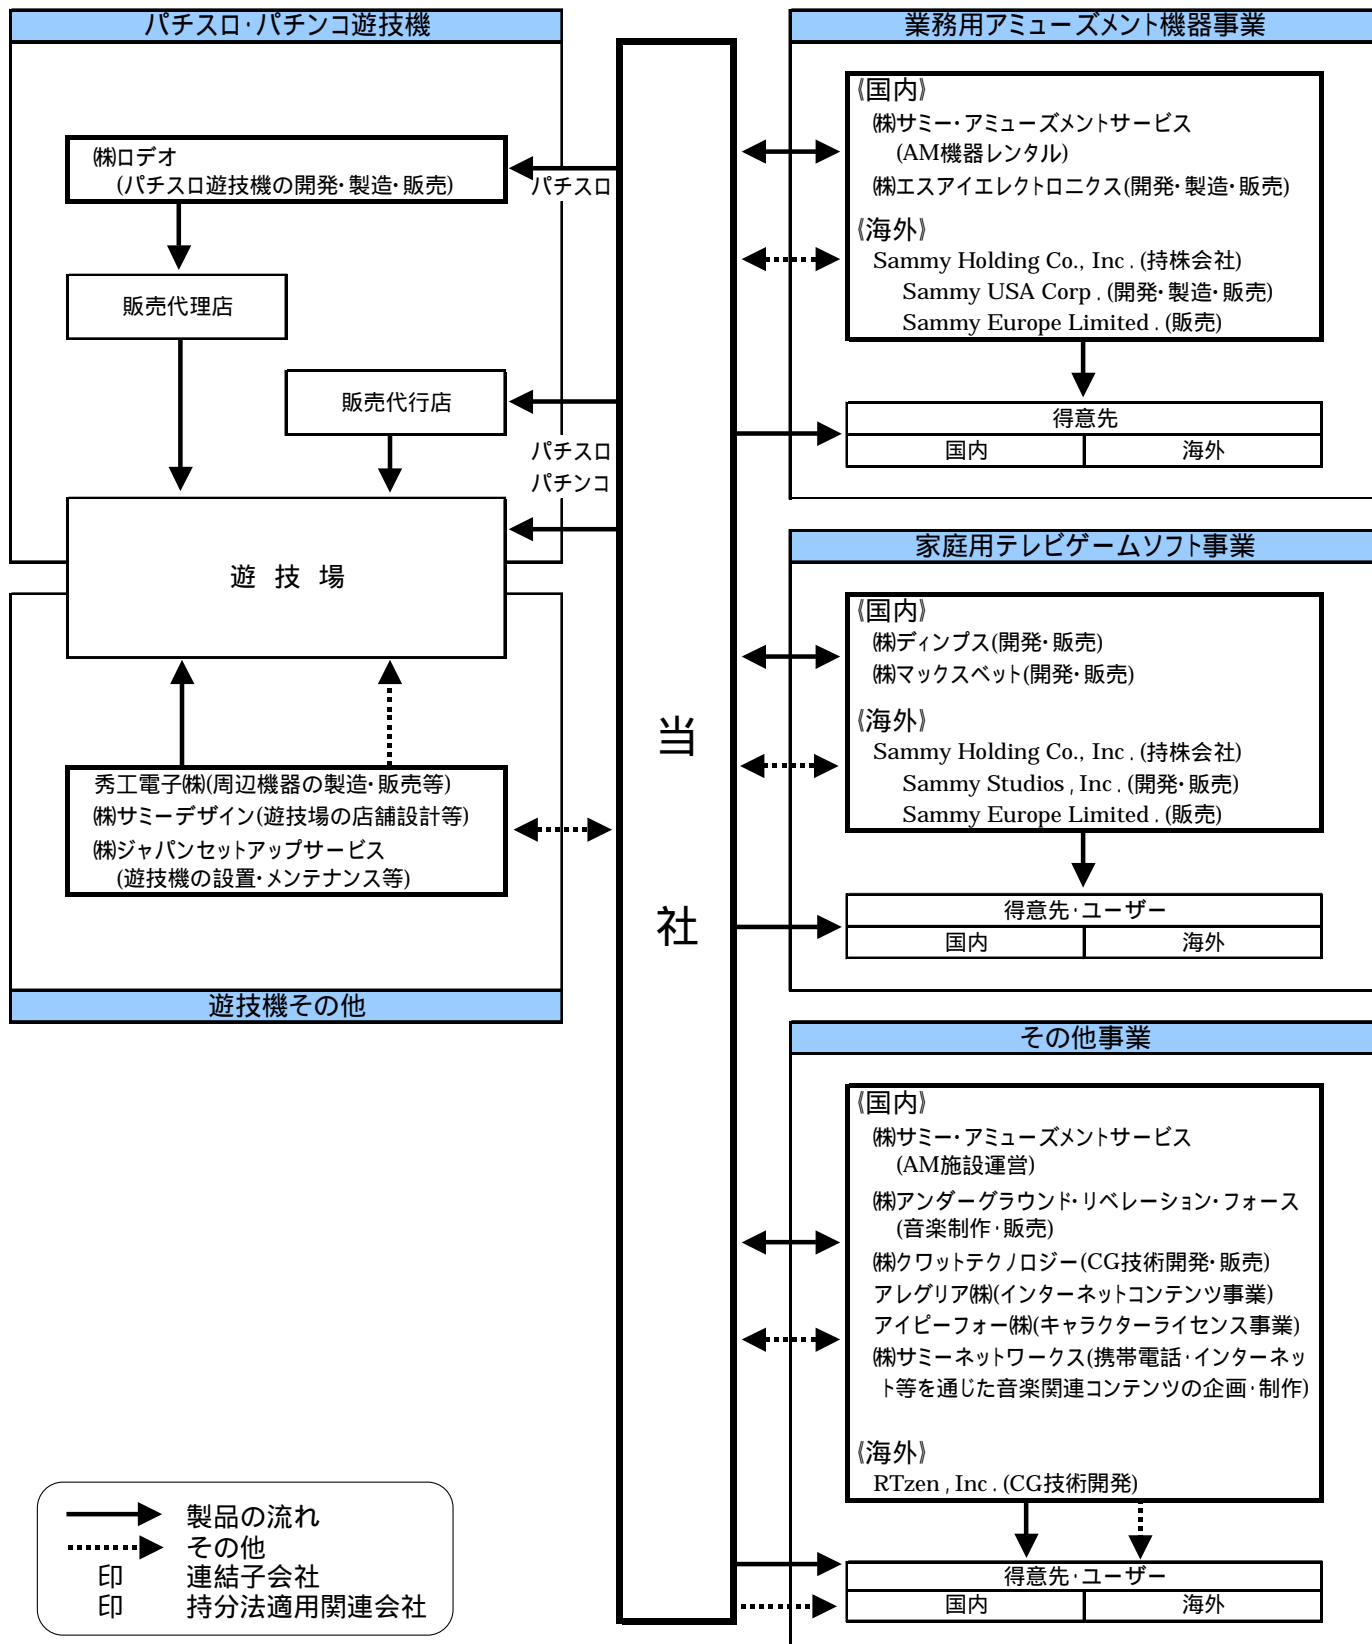 パチスロ・パチンコ遊技機
㈱ロデオ
(パチスロ遊技機の開発・製造・販売)
パチスロ
販売代理店
販売代行店
パチスロ
パチンコ
遊 技 場
秀工電子㈱(周辺機器の製造・販売等)
㈱サミーデザイン(遊技場の店舗設計等)
㈱ジャパンセットアップサービス
(遊技機の設置・メンテナンス等)
遊技機その他
当
社
業務用アミューズメント機器事業
《国内》
㈱サミー・アミューズメントサービス
(AM機器レンタル)
㈱エスアイエレクトロニクス(開発・製造・販売)
《海外》
Sammy Holding Co., Inc . (持株会社)
Sammy USA Corp . (開発・製造・販売)
Sammy Europe Limited . (販売)
得意先
国内 海外
家庭用テレビゲームソフト事業
《国内》
㈱ディンプス(開発・販売)
㈱マックスベット(開発・販売)
《海外》
Sammy Holding Co., Inc . (持株会社)
Sammy Studios , Inc . (開発・販売)
Sammy Europe Limited . (販売)
得意先・ユーザー
国内 海外
その他事業
《国内》
㈱サミー・アミューズメントサービス
(AM施設運営)
㈱アンダーグラウンド・リベレーション・フォース
(音楽制作・販売)
㈱クワットテクノロジー(CG技術開発・販売)
アレグリア㈱(インターネットコンテンツ事業)
アイピーフォー㈱(キャラクターライセンス事業)
㈱サミーネットワークス(携帯電話・インターネッ
ト等を通じた音楽関連コンテンツの企画・制作)
《海外》
RTzen , Inc . (CG技術開発)
得意先・ユーザー
国内 海外
製品の流れ
その他
印 連結子会社
印 持分法適用関連会社